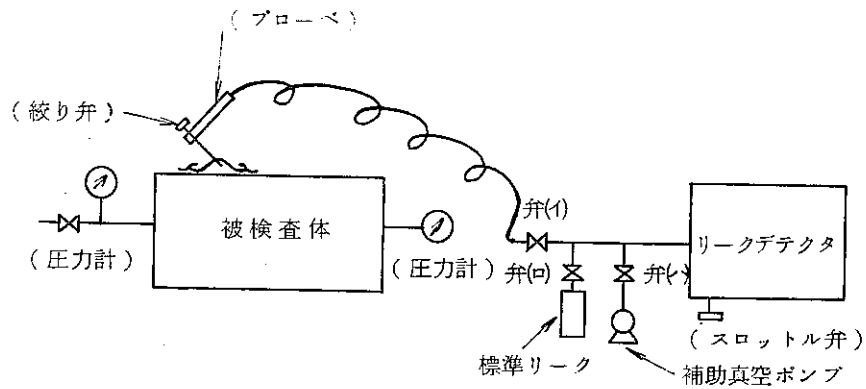 (プローベ)
(絞り弁)
被検査体
(圧力計)
(圧力計)
弁(イ)
弁(ロ)
弁(ハ)
リークデテクタ
標準リーク
(スロットル弁)
補助真空ポンプ